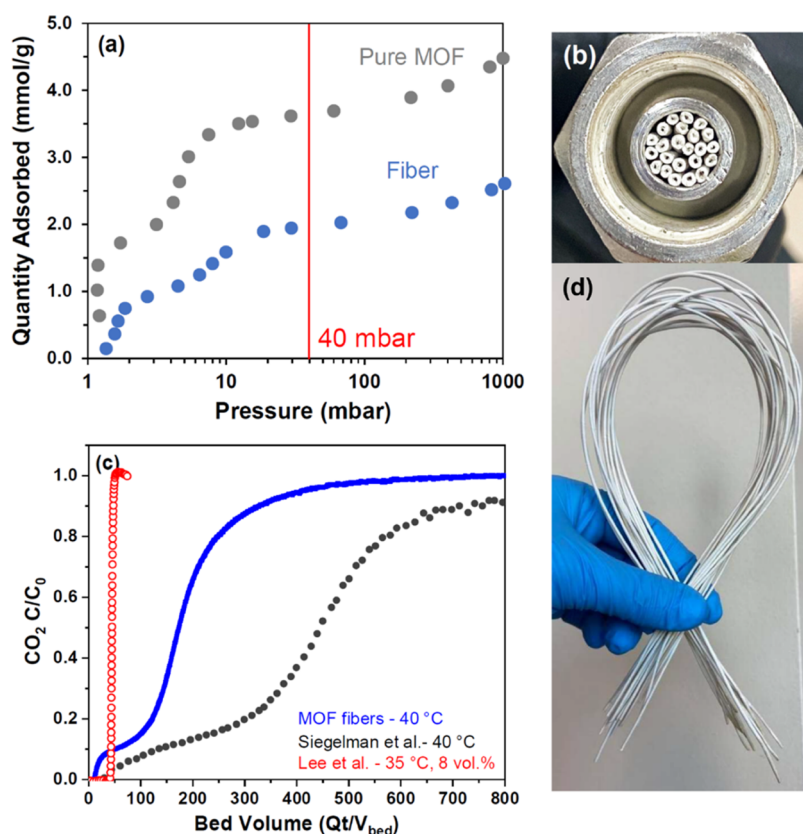 (a)
Pure MOF
Fiber
40 mbar
Quantity Adsorbed (mmol/g)
5.0
4.0
3.0
2.0
1.0
0.0
1 10 100 1000
Pressure (mbar)
(b)
(c)
CO₂ C/C₀
1.0
0.8
0.6
0.4
0.2
0.0
MOF fibers - 40 °C
Siegelman et al.- 40 °C
Lee et al. - 35 °C, 8 vol.%
0 100 200 300 400 500 600 700 800
Bed Volume (Qt/V_bed)
(d)